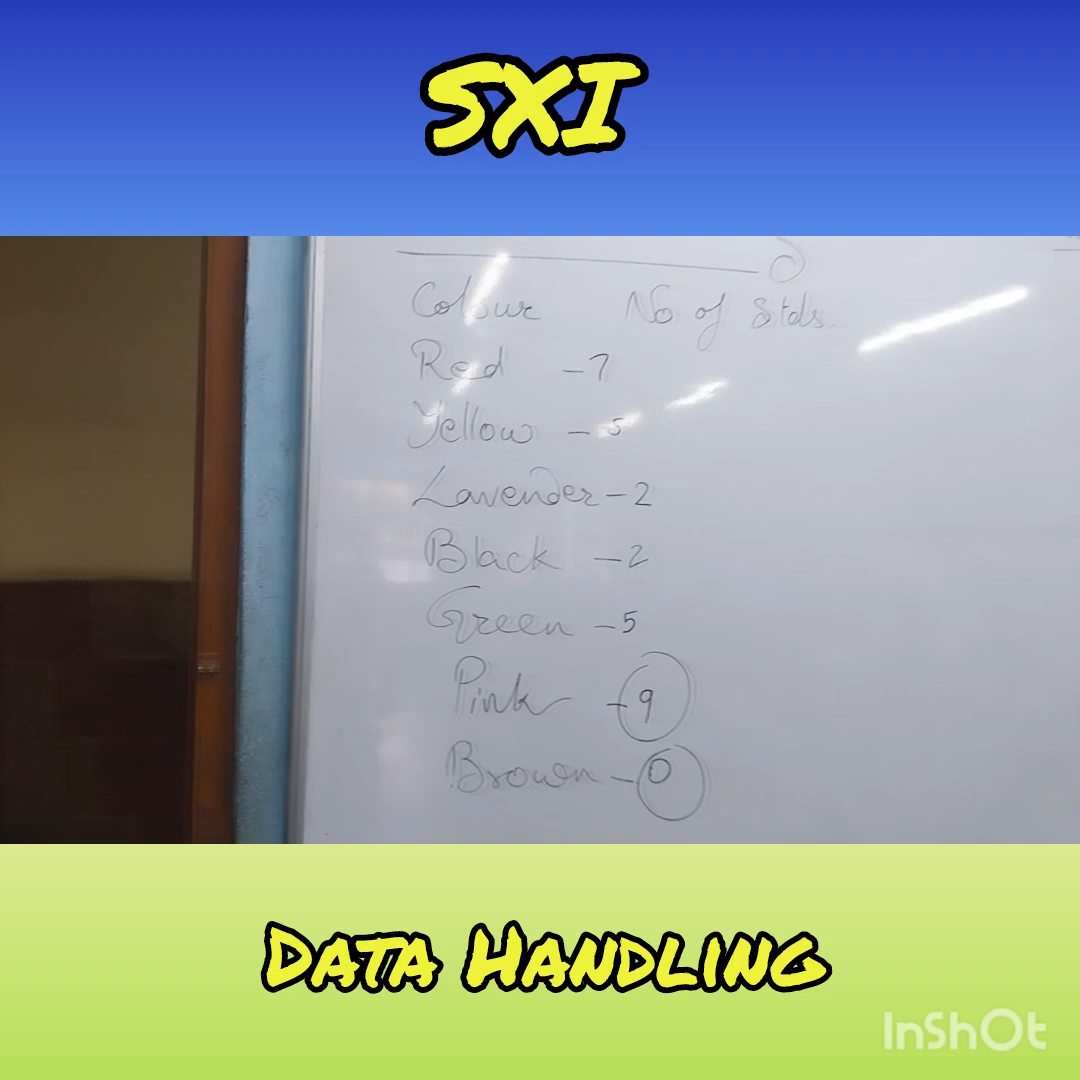 SXI
Colour No of Stds.
Red - 7
Yellow - 5
Lavender - 2
Black - 2
Green - 5
Pink - 9
Brown - 0
DATA HANDLING
InShOt